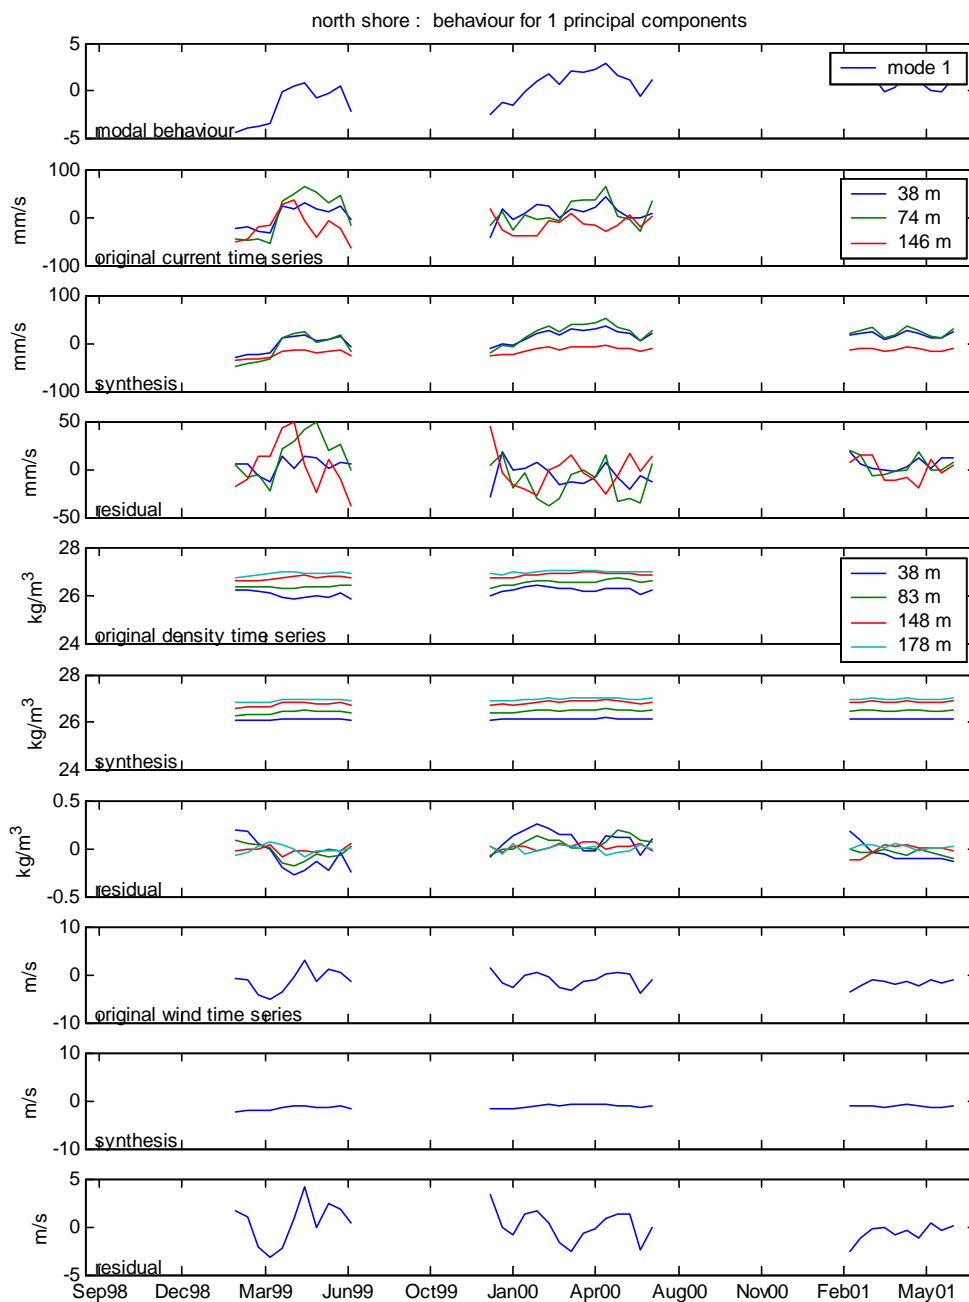 north shore :  behaviour for 1 principal components
5
0
-5
modal behaviour
mode 1
100
0
-100
mm/s
original current time series
38 m
74 m
146 m
100
0
-100
mm/s
synthesis
50
0
-50
mm/s
residual
28
26
24
kg/m³
original density time series
38 m
83 m
148 m
178 m
28
26
24
kg/m³
synthesis
0.5
0
-0.5
kg/m³
residual
10
0
-10
m/s
original wind time series
10
0
-10
m/s
synthesis
5
0
-5
m/s
residual
Sep98 Dec98 Mar99 Jun99 Oct99 Jan00 Apr00 Aug00 Nov00 Feb01 May01